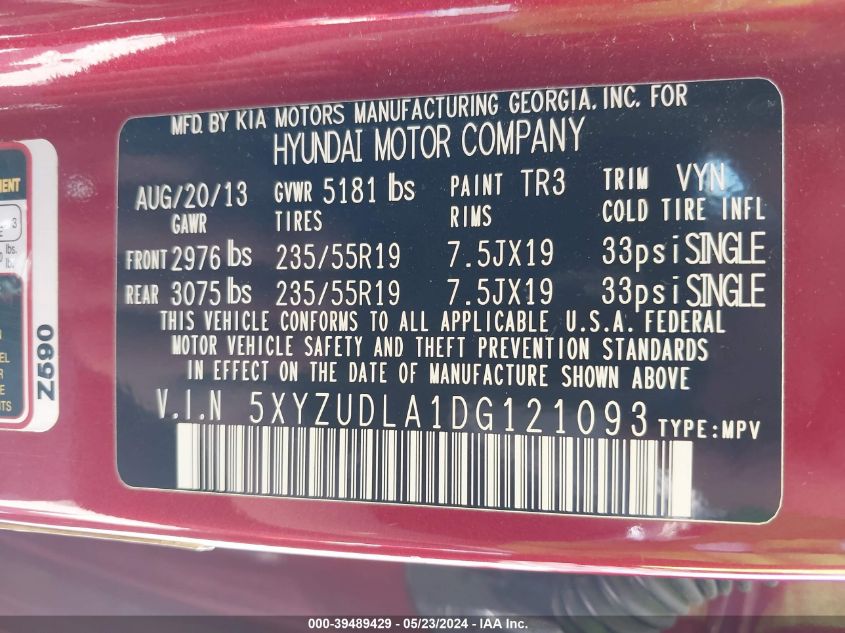 MFD. BY KIA MOTORS MANUFACTURING GEORGIA, INC. FOR
HYUNDAI MOTOR COMPANY
AUG/20/13 GVWR 5181 lbs PAINT TR3 TRIM VYN
GAWR TIRES RIMS COLD TIRE INFL
FRONT 2976 lbs 235/55R19 7.5JX19 33psi SINGLE
REAR 3075 lbs 235/55R19 7.5JX19 33psi SINGLE
THIS VEHICLE CONFORMS TO ALL APPLICABLE U.S.A. FEDERAL
MOTOR VEHICLE SAFETY AND THEFT PREVENTION STANDARDS
IN EFFECT ON THE DATE OF MANUFACTURE SHOWN ABOVE
V.I.N 5XYZUDLA1DG121093 TYPE:MPV
Z590
000-39489429 - 05/23/2024 - IAA Inc.